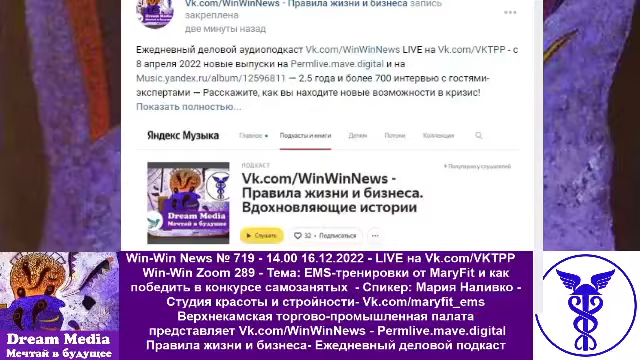 Vk.com/WinWinNews - Правила жизни и бизнеса запись
закреплена
две минуты назад
Ежедневный деловой аудиоподкаст Vk.com/WinWinNews LIVE на Vk.com/VKTPP - с
8 апреля 2022 новые выпуски на Permlive.mave.digital и на
Music.yandex.ru/album/12596811 — 2.5 года и более 700 интервью с гостями-
экспертами — Расскажите, как вы находите новые возможности в кризис!
Показать полностью...
Яндекс Музыка Главное Подкасты и книги Детям Потоки Коллекция
ПОДКАСТ
Популярно у слушателей
Vk.com/WinWinNews -
Правила жизни и бизнеса.
Вдохновляющие истории
Dream Media
Мечтай в будущее
Слушать 32 Подписаться
Win-Win News № 719 - 14.00 16.12.2022 - LIVE на Vk.com/VKTPP
Win-Win Zoom 289 - Тема: EMS-тренировки от MaryFit и как
победить в конкурсе самозанятых - Спикер: Мария Наливко -
Студия красоты и стройности- Vk.com/maryfit_ems
Верхнекамская торгово-промышленная палата
представляет Vk.com/WinWinNews - Permlive.mave.digital
Правила жизни и бизнеса- Ежедневный деловой подкаст
Dream Media
Мечтай в будущее